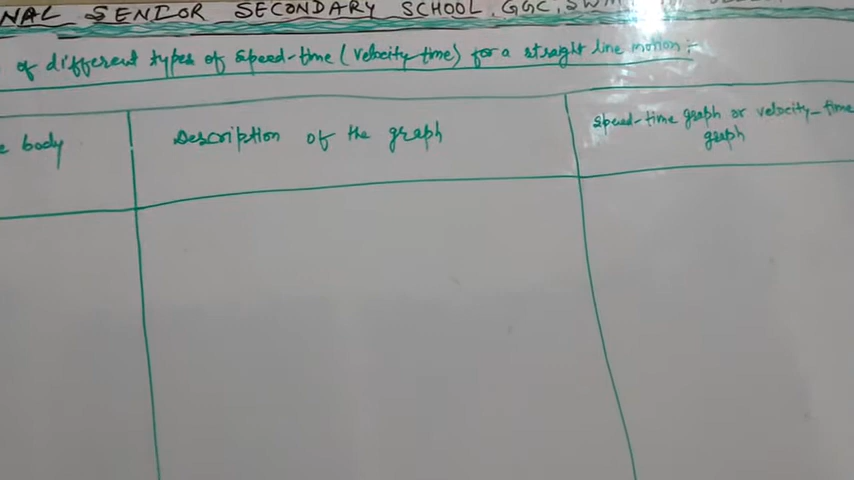 NAL SENIOR SECONDARY SCHOOL, GGC,
of different types of speed-time (velocity-time) for a straight line motion :-
e body
Description of the graph
speed-time graph or velocity-time
graph